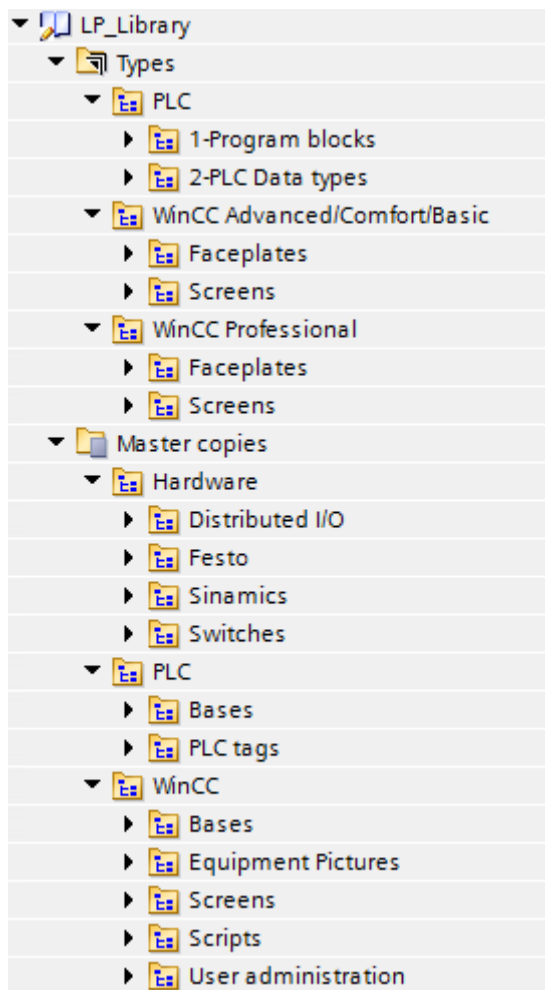 LP_Library
Types
PLC
1-Program blocks
2-PLC Data types
WinCC Advanced/Comfort/Basic
Faceplates
Screens
WinCC Professional
Faceplates
Screens
Master copies
Hardware
Distributed I/O
Festo
Sinamics
Switches
PLC
Bases
PLC tags
WinCC
Bases
Equipment Pictures
Screens
Scripts
User administration